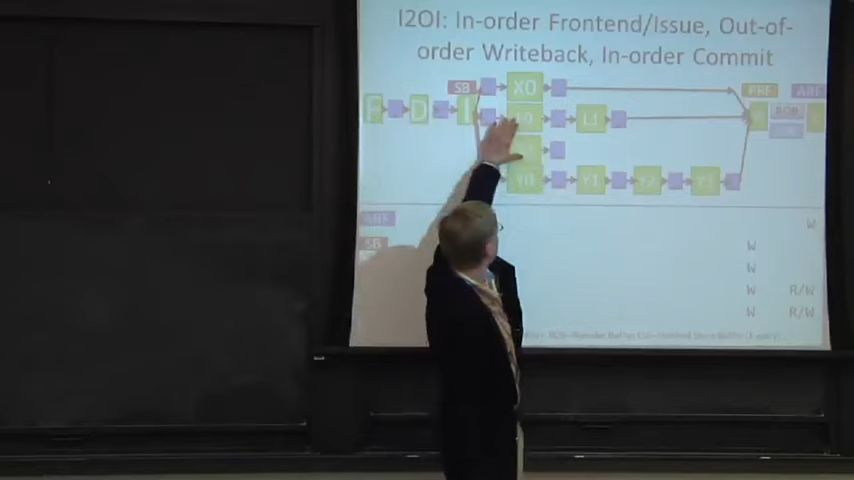 I2OI: In-order Frontend/Issue, Out-of-
order Writeback, In-order Commit
SB X0 PRF ARF
F D I L0 L1 W ROB
Y0 Y1 Y2 Y3
ARF W
SB W
W
W R/W
W R/W